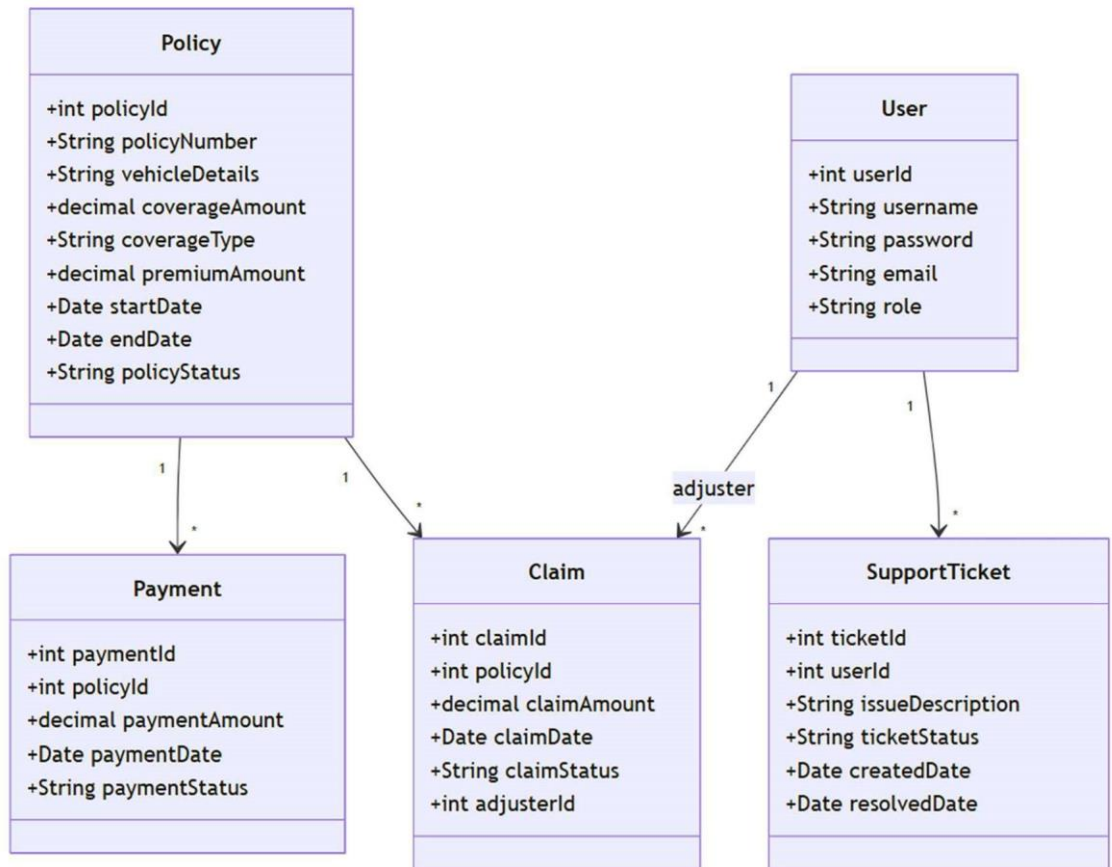 Policy
+int policyId
+String policyNumber
+String vehicleDetails
+decimal coverageAmount
+String coverageType
+decimal premiumAmount
+Date startDate
+Date endDate
+String policyStatus
User
+int userId
+String username
+String password
+String email
+String role
1
*
1
*
1
adjuster
*
1
*
Payment
+int paymentId
+int policyId
+decimal paymentAmount
+Date paymentDate
+String paymentStatus
Claim
+int claimId
+int policyId
+decimal claimAmount
+Date claimDate
+String claimStatus
+int adjusterId
SupportTicket
+int ticketId
+int userId
+String issueDescription
+String ticketStatus
+Date createdDate
+Date resolvedDate